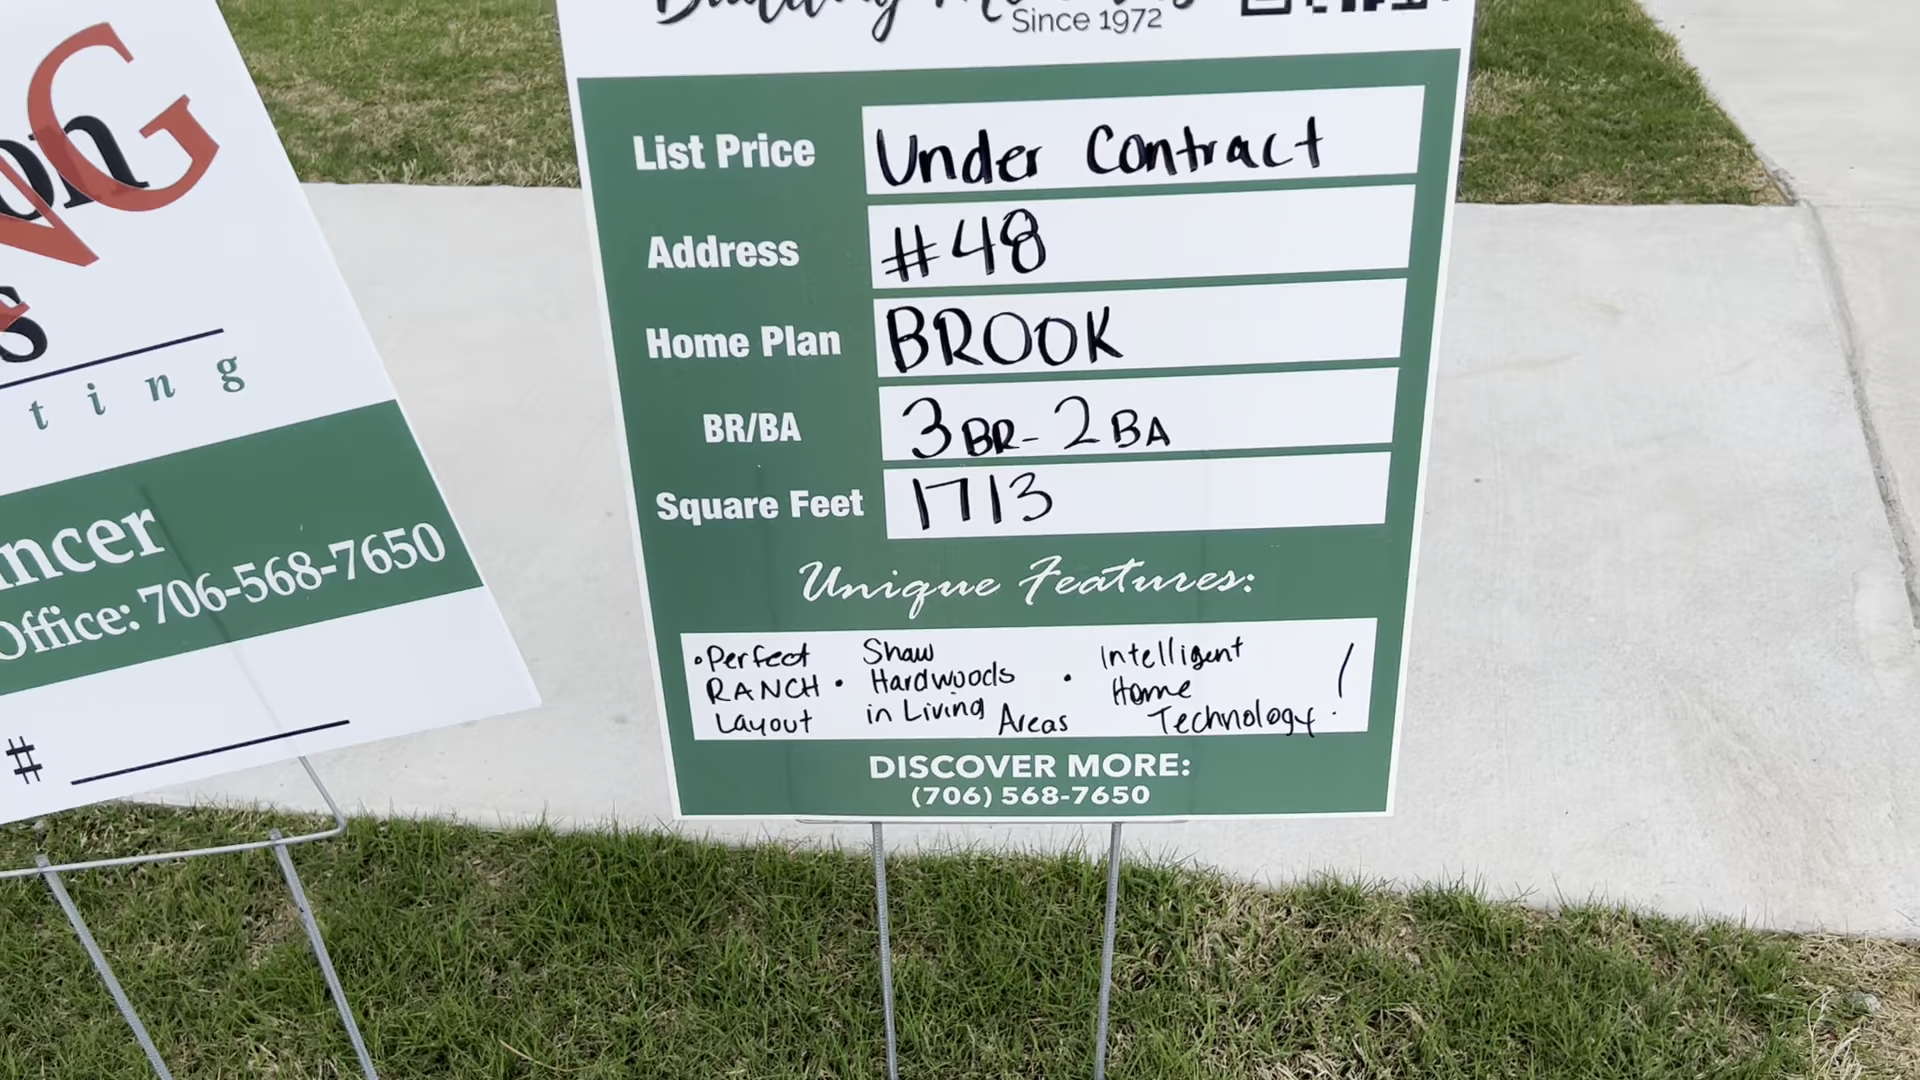 Since 1972
List Price Under Contract
Address #48
Home Plan BROOK
BR/BA 3BR-2BA
Square Feet 1713
Unique Features:
•Perfect RANCH Layout
• Shaw Hardwoods in Living Areas
• Intelligent Home Technology!
DISCOVER MORE:
(706) 568-7650
Office: 706-568-7650
#